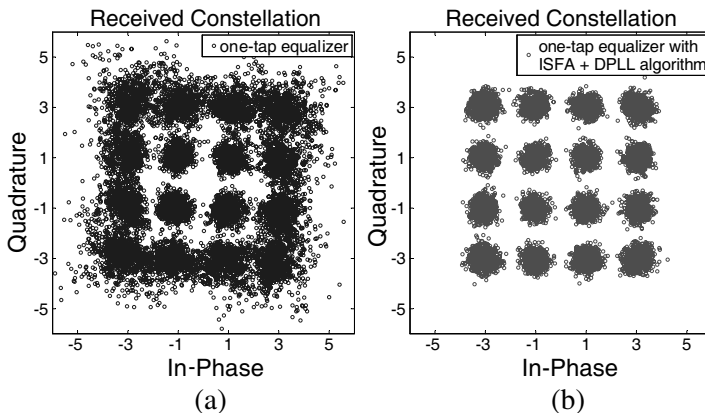 Received Constellation
one-tap equalizer
Quadrature
5
3
1
-1
-3
-5
-5
-3
-1
1
3
5
In-Phase
(a)
Received Constellation
one-tap equalizer with
ISFA + DPLL algorithm
Quadrature
5
3
1
-1
-3
-5
-5
-3
-1
1
3
5
In-Phase
(b)